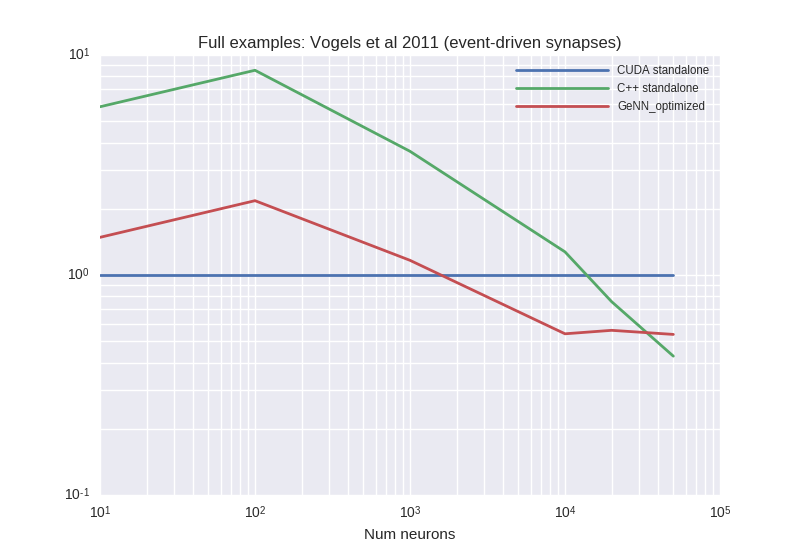 Full examples: Vogels et al 2011 (event-driven synapses)
10¹
CUDA standalone
C++ standalone
GeNN_optimized
10⁰
10⁻¹
10¹ 10² 10³ 10⁴ 10⁵
Num neurons